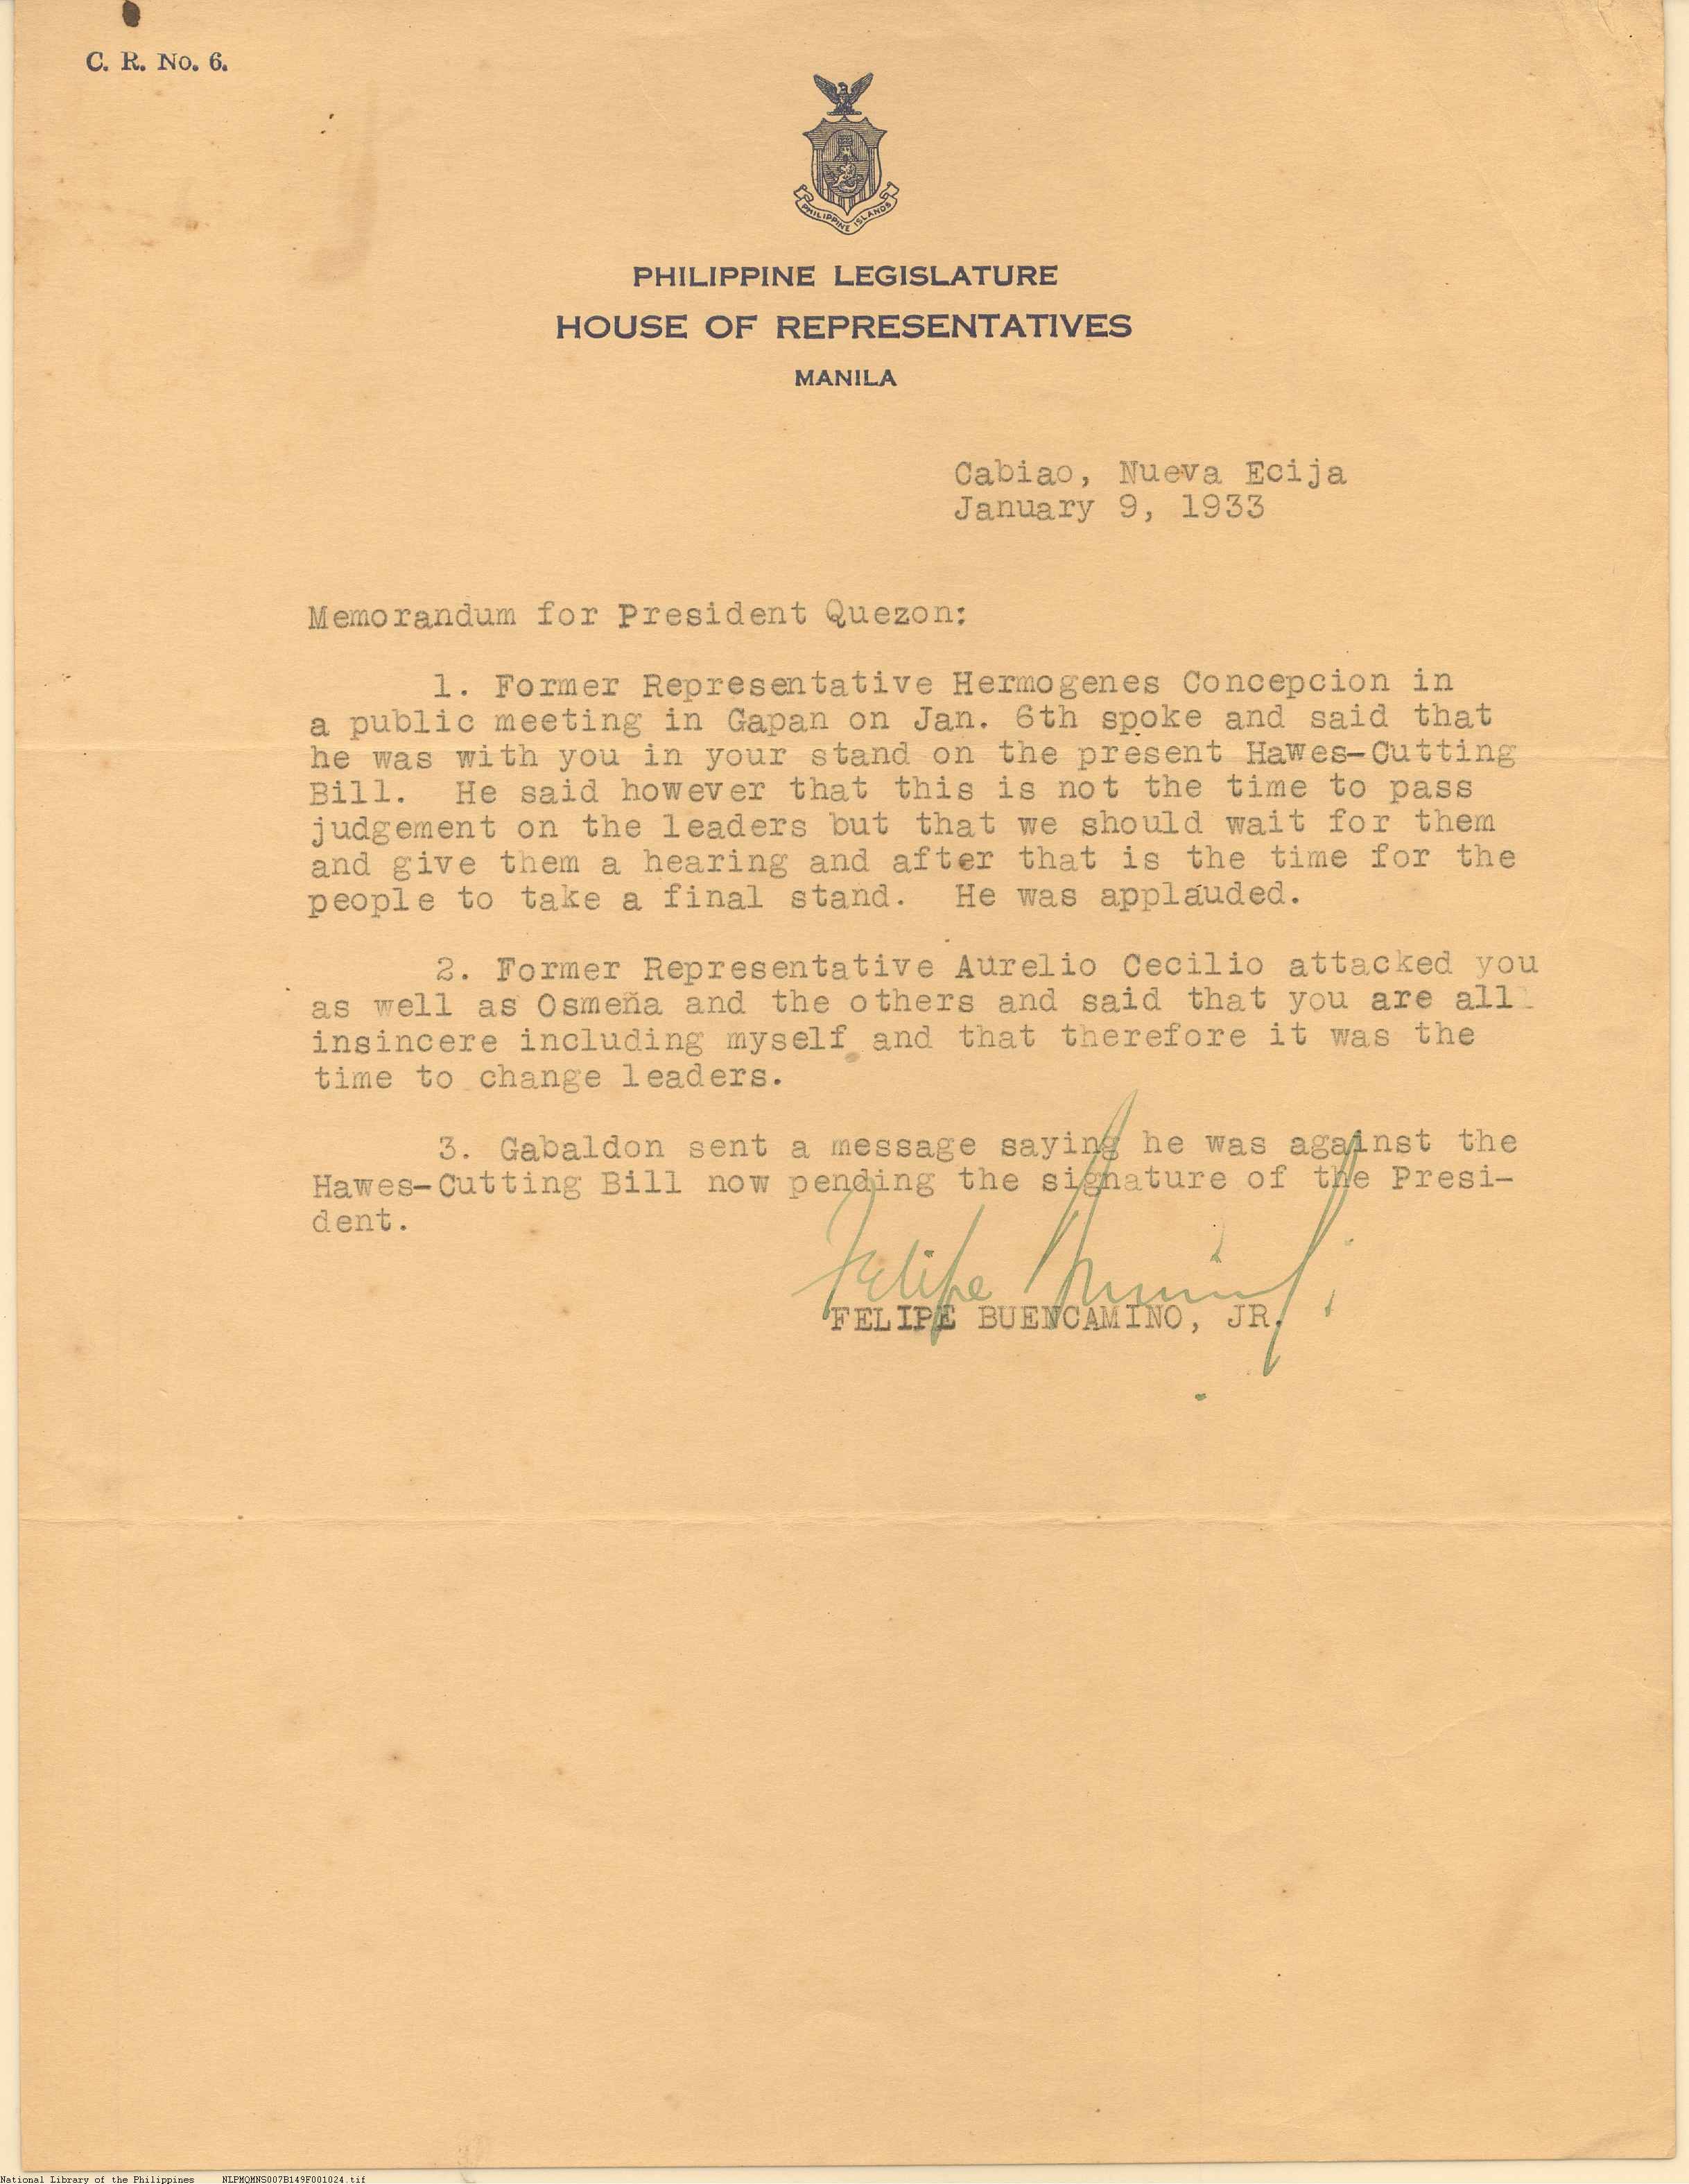 C. R. No. 6.
PHILIPPINE ISLANDS
PHILIPPINE LEGISLATURE
HOUSE OF REPRESENTATIVES
MANILA
Cabiao, Nueva Ecija
January 9, 1933
Memorandum for President Quezon:
1. Former Representative Hermogenes Concepcion in
a public meeting in Gapan on Jan. 6th spoke and said that
he was with you in your stand on the present Hawes-Cutting
Bill. He said however that this is not the time to pass
judgement on the leaders but that we should wait for them
and give them a hearing and after that is the time for the
people to take a final stand. He was applauded.
2. Former Representative Aurelio Cecilio attacked you
as well as Osmeña and the others and said that you are all
insincere including myself and that therefore it was the
time to change leaders.
3. Gabaldon sent a message saying he was against the
Hawes-Cutting Bill now pending the signature of the Presi-
dent.
Felipe
FELIPE BUENCAMINO, JR.
National Library of the Philippines NLPMQMNS007B149F001024.tif